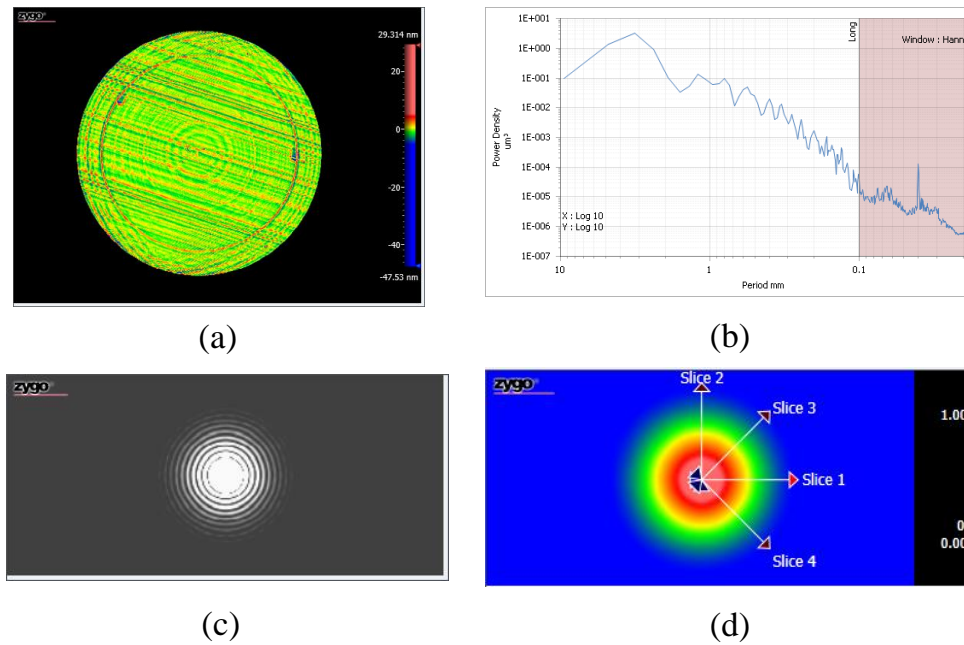 zygo
29.314 nm
20
0
-20
-40
-47.53 nm
(a)
1E+001
1E+000
1E-001
1E-002
1E-003
1E-004
1E-005
1E-006
1E-007
Power Density
um³
Long
Window : Hann
X : Log 10
Y : Log 10
10
1
0.1
Period mm
(b)
zygo
(c)
zygo
Slice 2
Slice 3
Slice 1
Slice 4
1.00
0
0.00
(d)